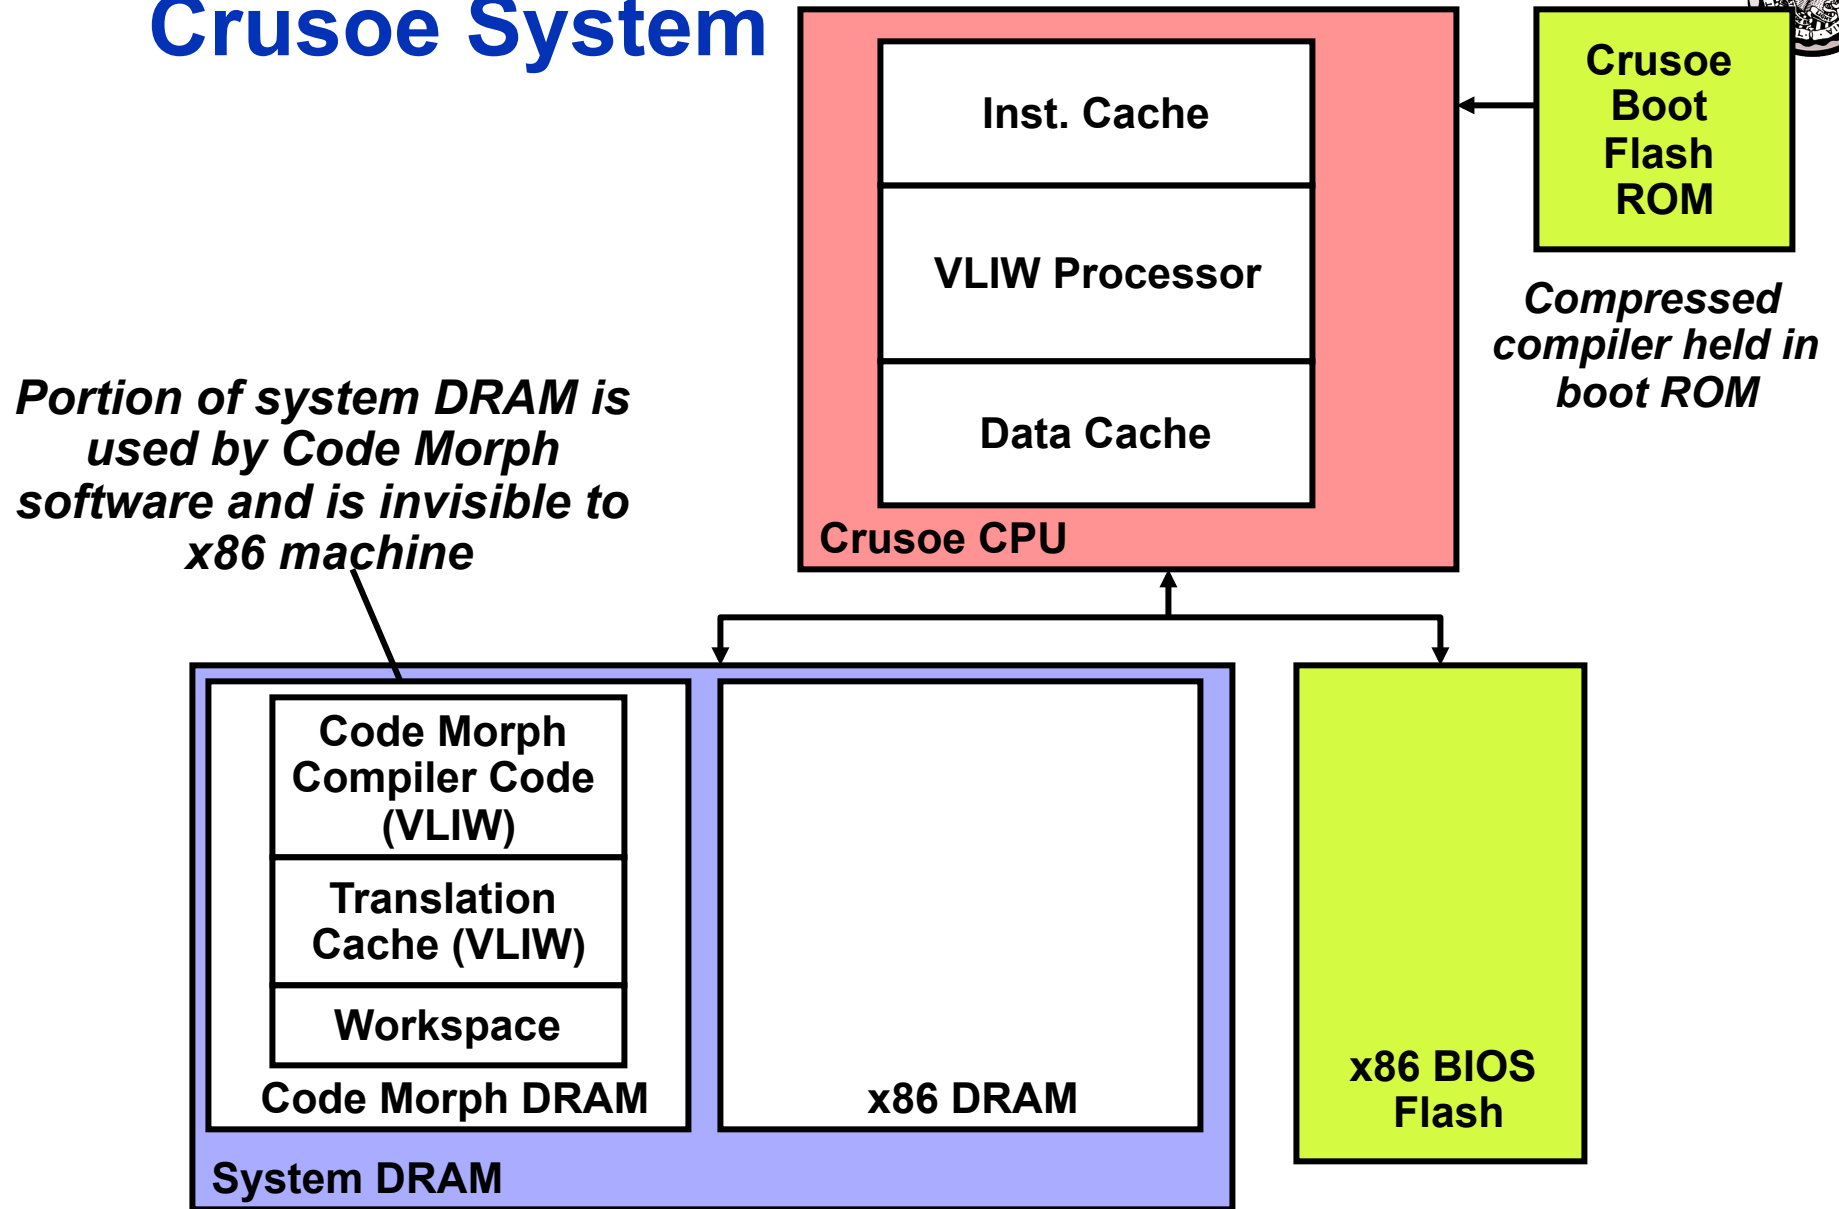 Crusoe System
Inst. Cache
VLIW Processor
Data Cache
Crusoe CPU
Crusoe
Boot
Flash
ROM
Compressed
compiler held in
boot ROM
Portion of system DRAM is
used by Code Morph
software and is invisible to
x86 machine
Code Morph
Compiler Code
(VLIW)
Translation
Cache (VLIW)
Workspace
Code Morph DRAM
x86 DRAM
System DRAM
x86 BIOS
Flash